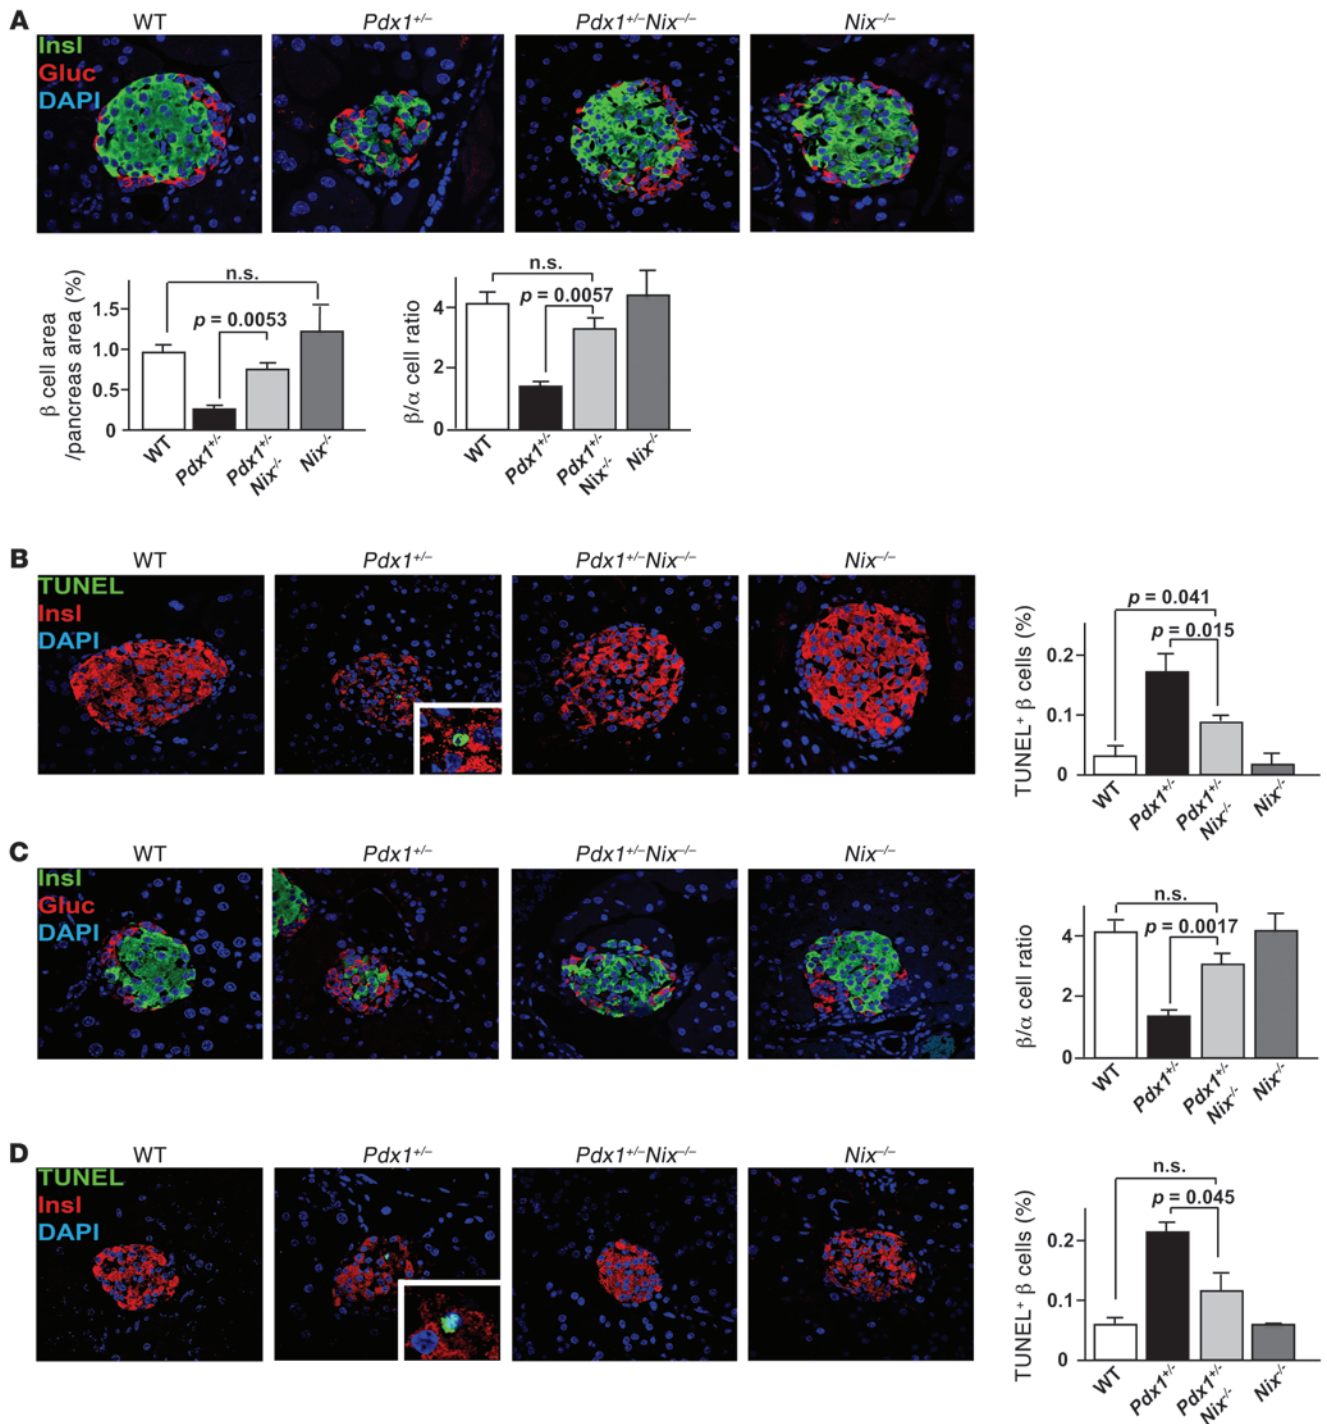 A
WT
Pdx1+/–
Pdx1+/–Nix–/–
Nix–/–
Insl
Gluc
DAPI
β cell area
/pancreas area (%)
1.5
1.0
0.5
0
n.s.
p = 0.0053
WT
Pdx1+/-
Pdx1+/-
Nix-/-
Nix-/-
β/α cell ratio
4
2
0
n.s.
p = 0.0057
WT
Pdx1+/-
Pdx1+/-
Nix-/-
Nix-/-
B
WT
Pdx1+/–
Pdx1+/–Nix–/–
Nix–/–
TUNEL
Insl
DAPI
TUNEL+ β cells (%)
0.2
0.1
0
p = 0.041
p = 0.015
WT
Pdx1+/-
Pdx1+/-
Nix-/-
Nix-/-
C
WT
Pdx1+/–
Pdx1+/–Nix–/–
Nix–/–
Insl
Gluc
DAPI
β/α cell ratio
4
2
0
n.s.
p = 0.0017
WT
Pdx1+/-
Pdx1+/-
Nix-/-
Nix-/-
D
WT
Pdx1+/–
Pdx1+/–Nix–/–
Nix–/–
TUNEL
Insl
DAPI
TUNEL+ β cells (%)
0.2
0.1
0
n.s.
p = 0.045
WT
Pdx1+/-
Pdx1+/-
Nix-/-
Nix-/-